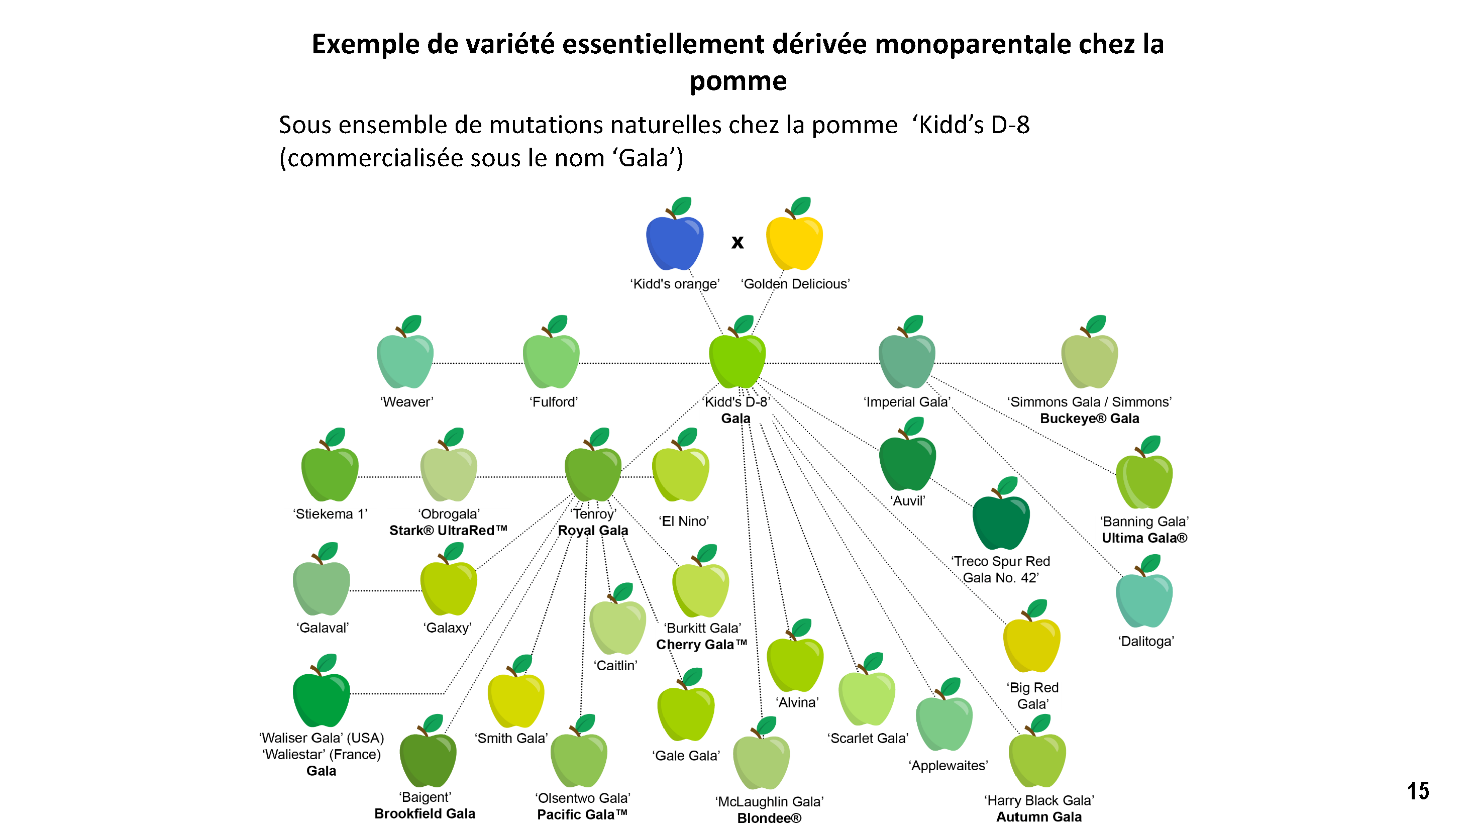 Exemple de variété essentiellement dérivée monoparentale chez la
pomme
Sous ensemble de mutations naturelles chez la pomme ‘Kidd’s D-8
(commercialisée sous le nom ‘Gala’)
x
‘Kidd's orange’
‘Golden Delicious’
‘Weaver’
‘Fulford’
‘Kidd's D-8’
Gala
‘Imperial Gala’
‘Simmons Gala / Simmons’
Buckeye® Gala
‘Stiekema 1’
‘Obrogala’
Stark® UltraRed™
‘Tenroy’
Royal Gala
‘El Nino’
‘Auvil’
‘Banning Gala’
Ultima Gala®
‘Treco Spur Red
Gala No. 42’
‘Galaval’
‘Galaxy’
‘Caitlin’
‘Burkitt Gala’
Cherry Gala™
‘Dalitoga’
‘Alvina’
‘Big Red
Gala’
‘Waliser Gala’ (USA)
‘Waliestar’ (France)
Gala
‘Smith Gala’
‘Gale Gala’
‘Scarlet Gala’
‘Applewaites’
‘Baigent’
Brookfield Gala
‘Olsentwo Gala’
Pacific Gala™
‘McLaughlin Gala’
Blondee®
‘Harry Black Gala’
Autumn Gala
15